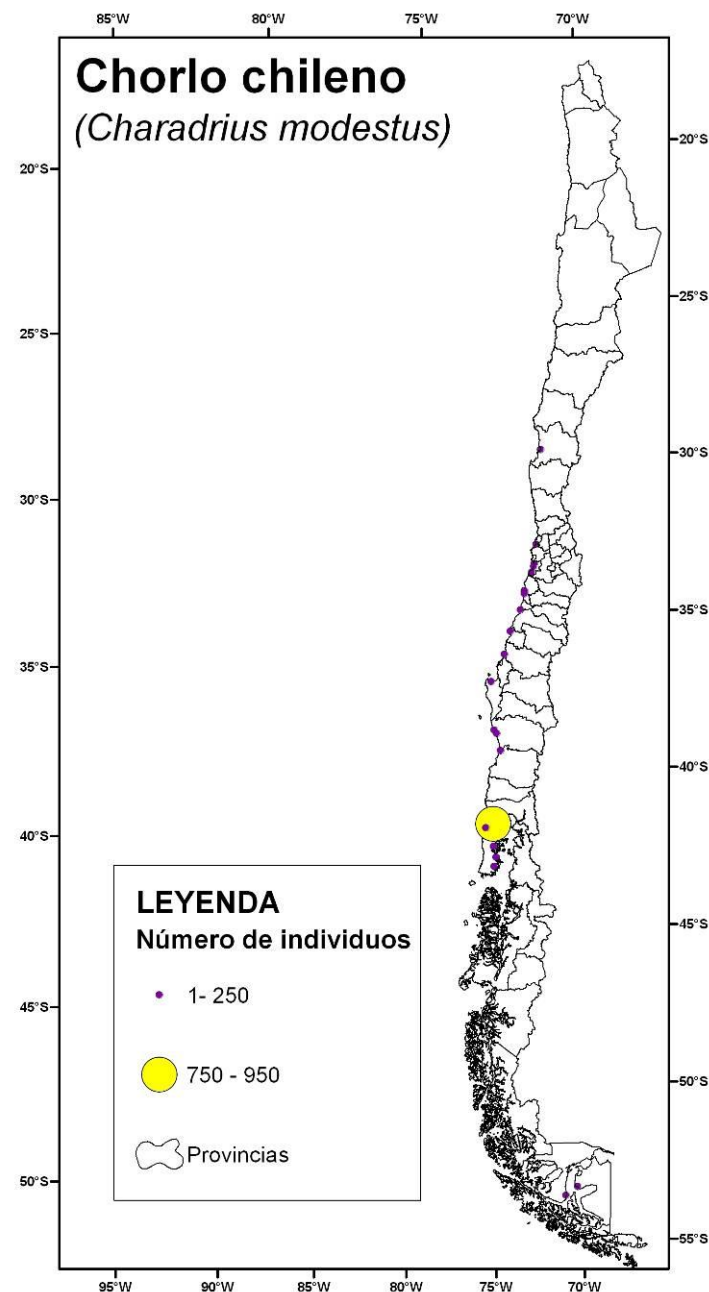 85°W 80°W 75°W 70°W
Chorlo chileno
(Charadrius modestus)
20°S
25°S
30°S
35°S
40°S
45°S
50°S
20°S
25°S
30°S
35°S
40°S
45°S
50°S
55°S
LEYENDA
Número de individuos
1- 250
750 - 950
Provincias
95°W 90°W 85°W 80°W 75°W 70°W